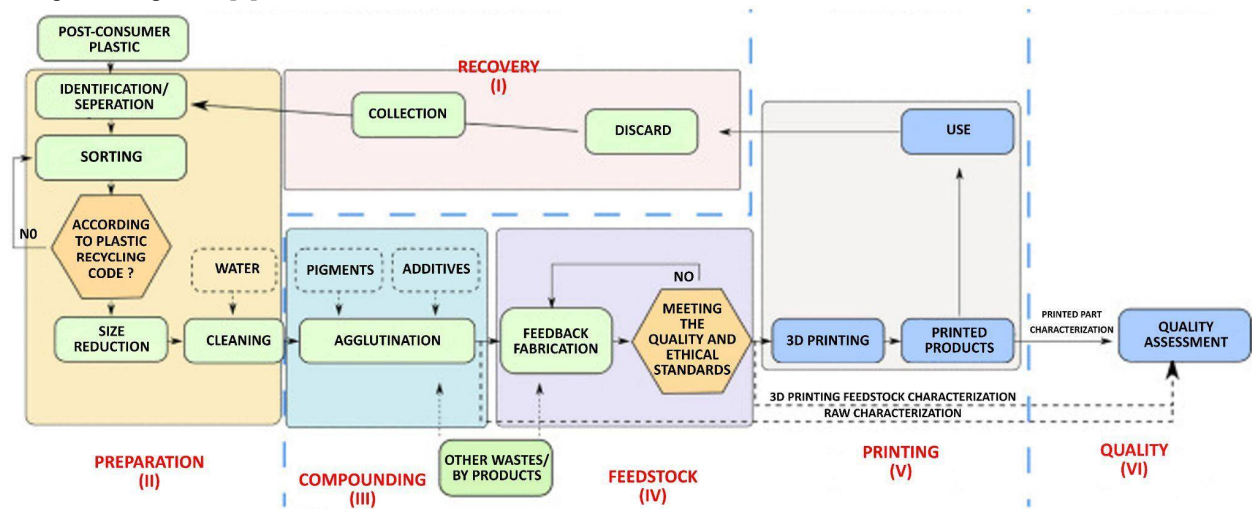 POST-CONSUMER
PLASTIC
IDENTIFICATION/
SEPERATION
SORTING
N0
ACCORDING
TO PLASTIC
RECYCLING
CODE ?
SIZE
REDUCTION
WATER
CLEANING
PREPARATION
(II)
RECOVERY
(I)
COLLECTION
DISCARD
PIGMENTS
ADDITIVES
AGGLUTINATION
COMPOUNDING
(III)
OTHER WASTES/
BY PRODUCTS
NO
FEEDBACK
FABRICATION
MEETING
THE
QUALITY AND
ETHICAL
STANDARDS
FEEDSTOCK
(IV)
USE
3D PRINTING
PRINTED
PRODUCTS
PRINTED PART
CHARACTERIZATION
QUALITY
ASSESSMENT
3D PRINTING FEEDSTOCK CHARACTERIZATION
RAW CHARACTERIZATION
PRINTING
(V)
QUALITY
(VI)